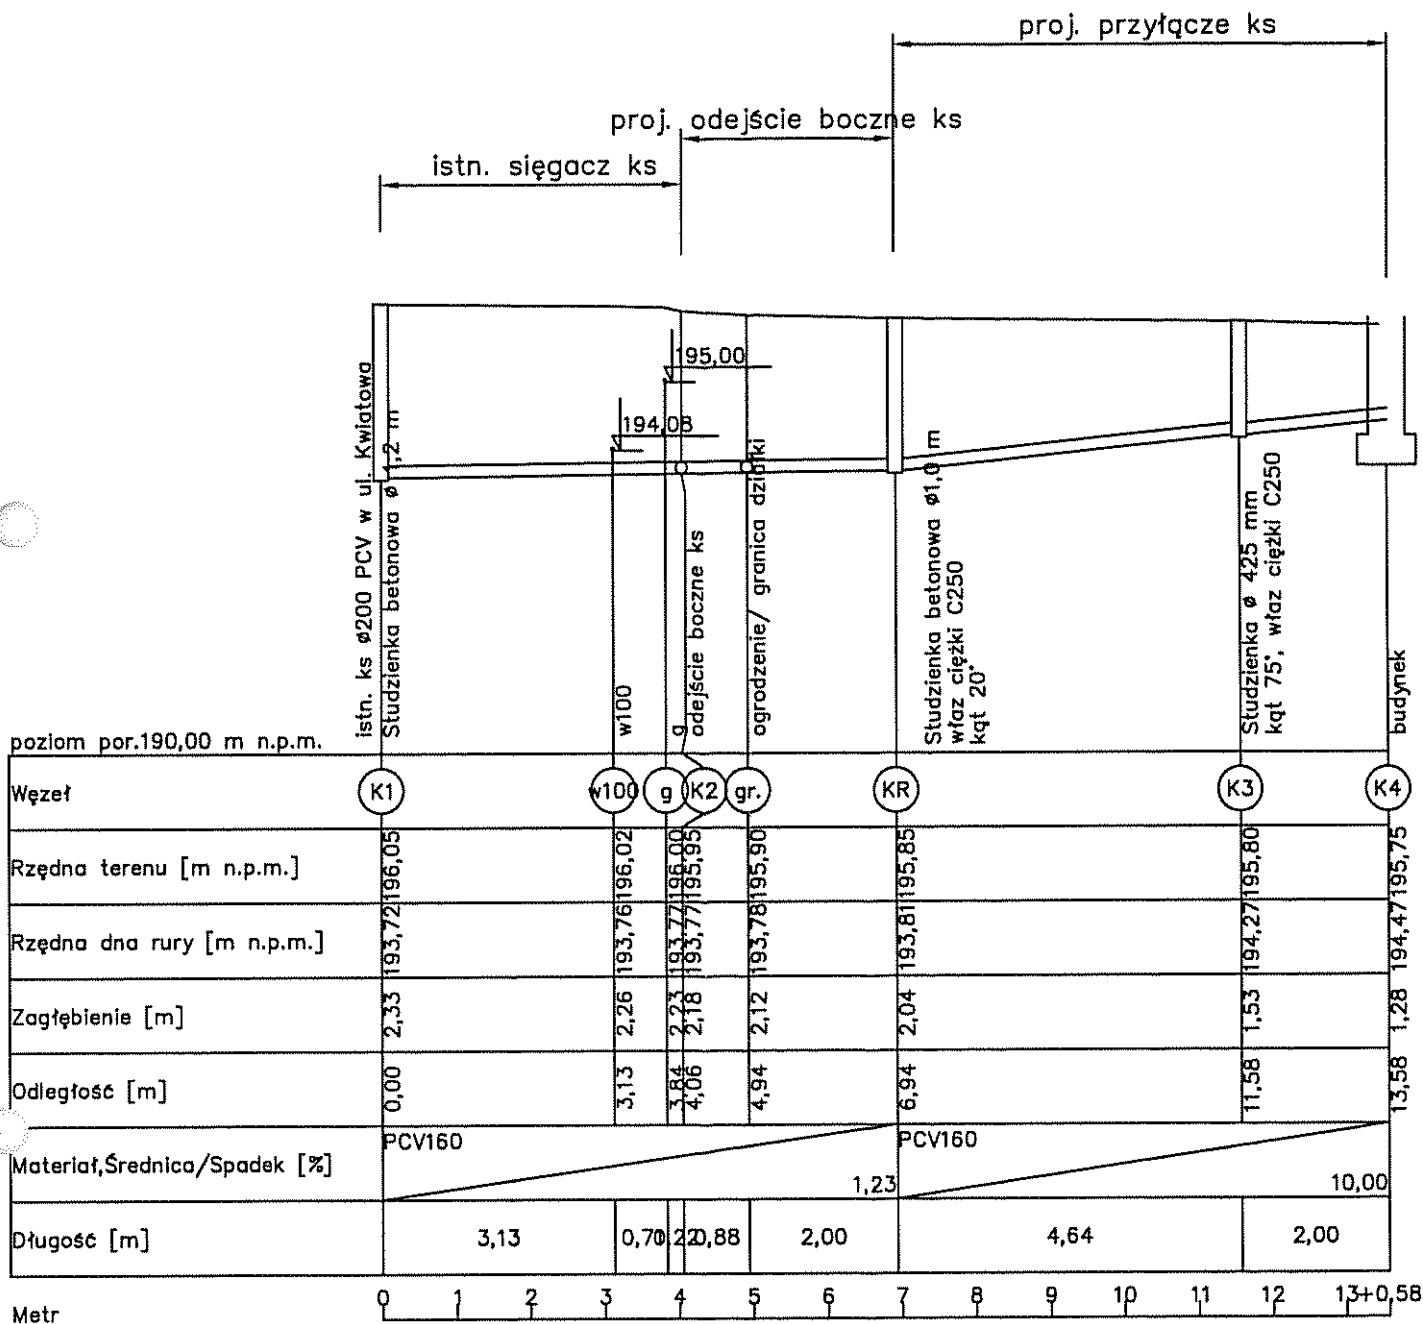 proj. przyłącze ks
proj. odejście boczne ks
istn. sięgacz ks
195,00
194,08
istn. ks ø200 PCV w ul. Kwiatowa
Studzienka betonowa ø 1,2 m
w100
g
odejście boczne ks
ogrodzenie/ granica działki
Studzienka betonowa ø1,0 m
właz ciężki C250
kąt 20°
Studzienka ø 425 mm
kąt 75°, właz ciężki C250
budynek
poziom por.190,00 m n.p.m.
Węzeł K1 w100 g K2 gr. KR K3 K4
Rzędna terenu [m n.p.m.] 196,05 196,02 196,00 195,95 195,90 195,85 195,80 195,75
Rzędna dna rury [m n.p.m.] 193,72 193,76 193,77 193,77 193,78 193,81 194,27 194,47
Zagłębienie [m] 2,33 2,26 2,23 2,18 2,12 2,04 1,53 1,28
Odległość [m] 0,00 3,13 3,84 4,06 4,94 6,94 11,58 13,58
PCV160 PCV160
Materiał,Średnica/Spadek [%] 1,23 10,00
Długość [m] 3,13 0,70 0,22 0,88 2,00 4,64 2,00
Metr 0 1 2 3 4 5 6 7 8 9 10 11 12 13+0,58